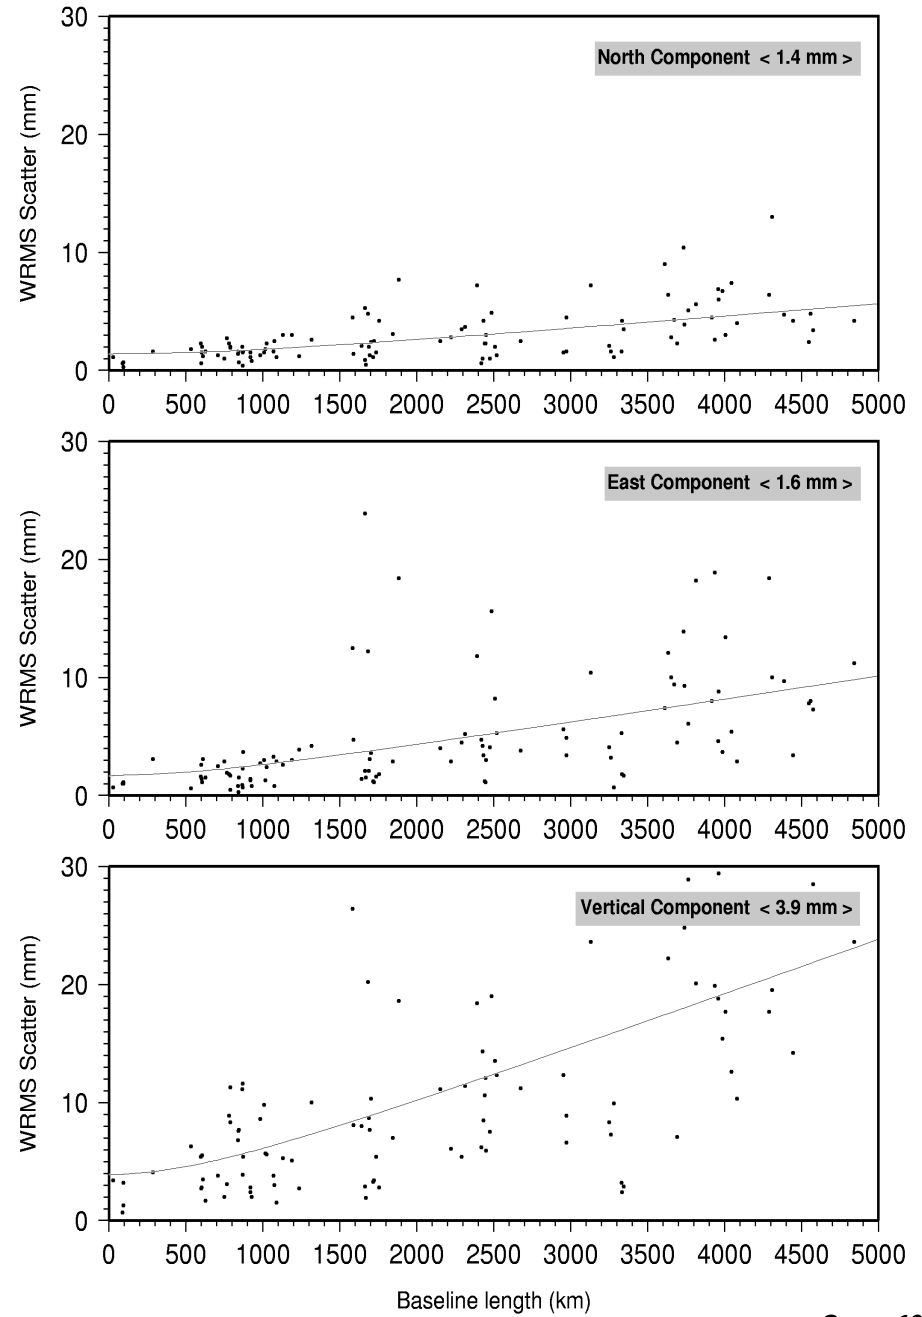 30
North Component < 1.4 mm >
20
WRMS Scatter (mm)
10
0
0 500 1000 1500 2000 2500 3000 3500 4000 4500 5000
30
East Component < 1.6 mm >
20
WRMS Scatter (mm)
10
0
0 500 1000 1500 2000 2500 3000 3500 4000 4500 5000
30
Vertical Component < 3.9 mm >
20
WRMS Scatter (mm)
10
0
0 500 1000 1500 2000 2500 3000 3500 4000 4500 5000
Baseline length (km)